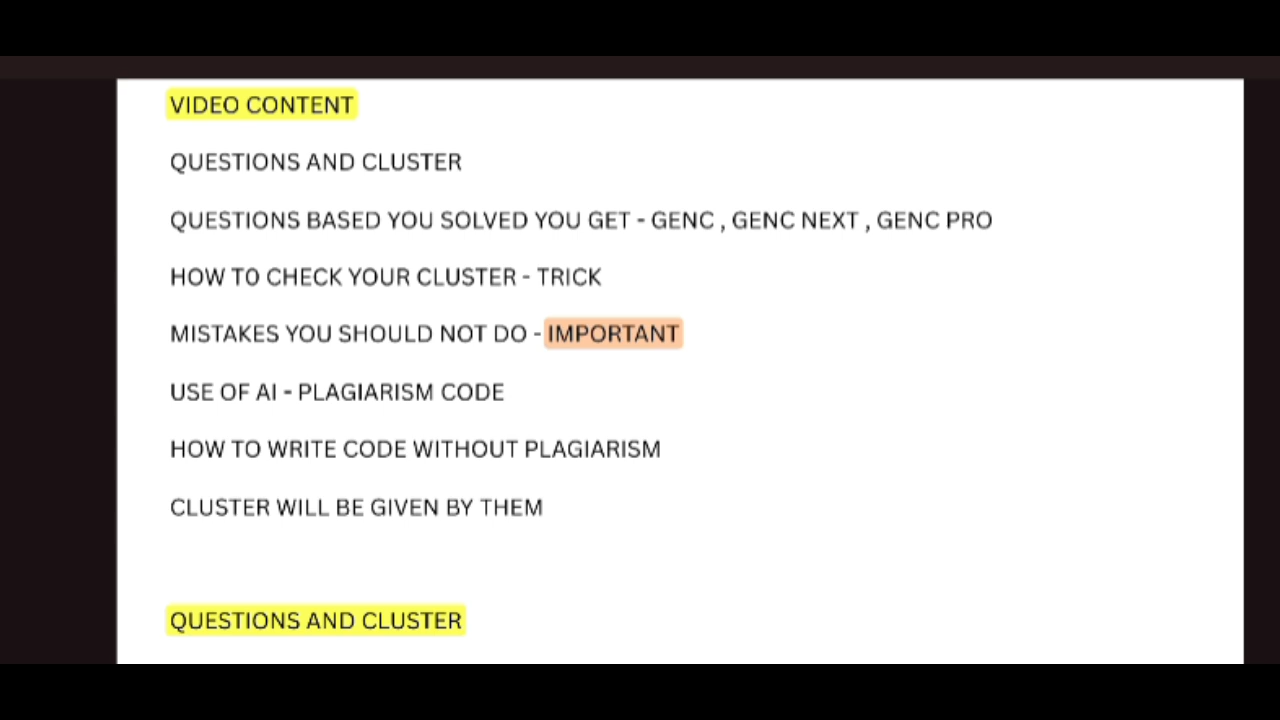 VIDEO CONTENT
QUESTIONS AND CLUSTER
QUESTIONS BASED YOU SOLVED YOU GET - GENC , GENC NEXT , GENC PRO
HOW T0 CHECK YOUR CLUSTER - TRICK
MISTAKES YOU SHOULD NOT DO - IMPORTANT
USE OF AI - PLAGIARISM CODE
HOW TO WRITE CODE WITHOUT PLAGIARISM
CLUSTER WILL BE GIVEN BY THEM
QUESTIONS AND CLUSTER